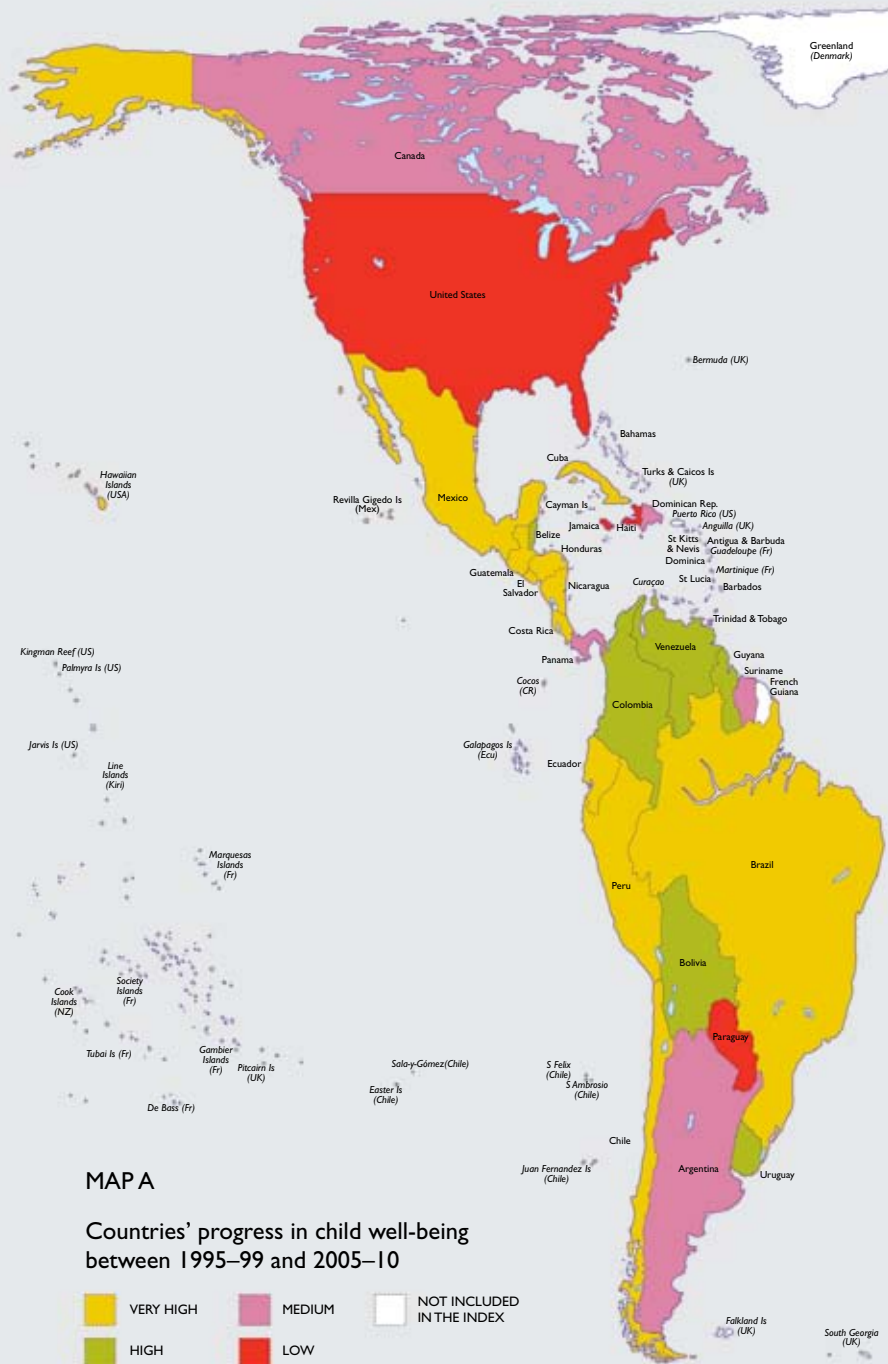 Greenland
(Denmark)
Canada
United States
Bermuda (UK)
Bahamas
Cuba
Turks & Caicos Is
(UK)
Hawaiian
Islands
(USA)
Mexico
Revilla Gigedo Is
(Mex)
Cayman Is
Dominican Rep.
Puerto Rico (US)
Jamaica
Haiti
Anguilla (UK)
Belize
St Kitts
& Nevis
Antigua & Barbuda
Guadeloupe (Fr)
Honduras
Dominica
Martinique (Fr)
Guatemala
El
Salvador
Nicaragua
Curaçao
St Lucia
Barbados
Costa Rica
Trinidad & Tobago
Panama
Venezuela
Guyana
Suriname
French
Guiana
Kingman Reef (US)
Palmyra Is (US)
Cocos
(CR)
Colombia
Jarvis Is (US)
Galapagos Is
(Ecu)
Line
Islands
(Kiri)
Ecuador
Marquesas
Islands
(Fr)
Peru
Brazil
Bolivia
Cook
Islands
(NZ)
Society
Islands
(Fr)
Paraguay
Tubai Is (Fr)
Gambier
Islands
(Fr)
Pitcairn Is
(UK)
Sala-y-Gómez(Chile)
Easter Is
(Chile)
S Felix
(Chile)
S Ambrosio
(Chile)
De Bass (Fr)
Chile
Juan Fernandez Is
(Chile)
Argentina
Uruguay
MAP A
Countries' progress in child well-being
between 1995–99 and 2005–10
VERY HIGH
MEDIUM
NOT INCLUDED
IN THE INDEX
HIGH
LOW
Falkland Is
(UK)
South Georgia
(UK)